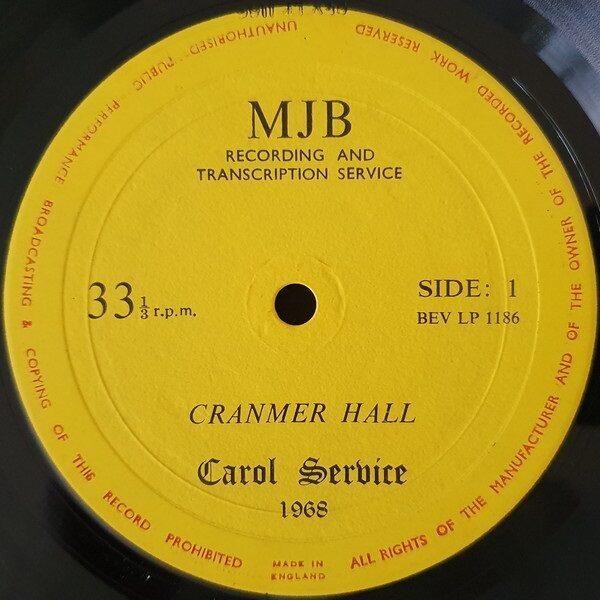 MJB
RECORDING AND
TRANSCRIPTION SERVICE
33 1/3 r.p.m.
SIDE: 1
BEV LP 1186
CRANMER HALL
Carol Service
1968
MADE IN
ENGLAND
ALL RIGHTS OF THE MANUFACTURER AND OF THE OWNER OF THE RECORDED WORK RESERVED
UNAUTHORISED PUBLIC PERFORMANCE BROADCASTING & COPYING OF THIS RECORD PROHIBITED